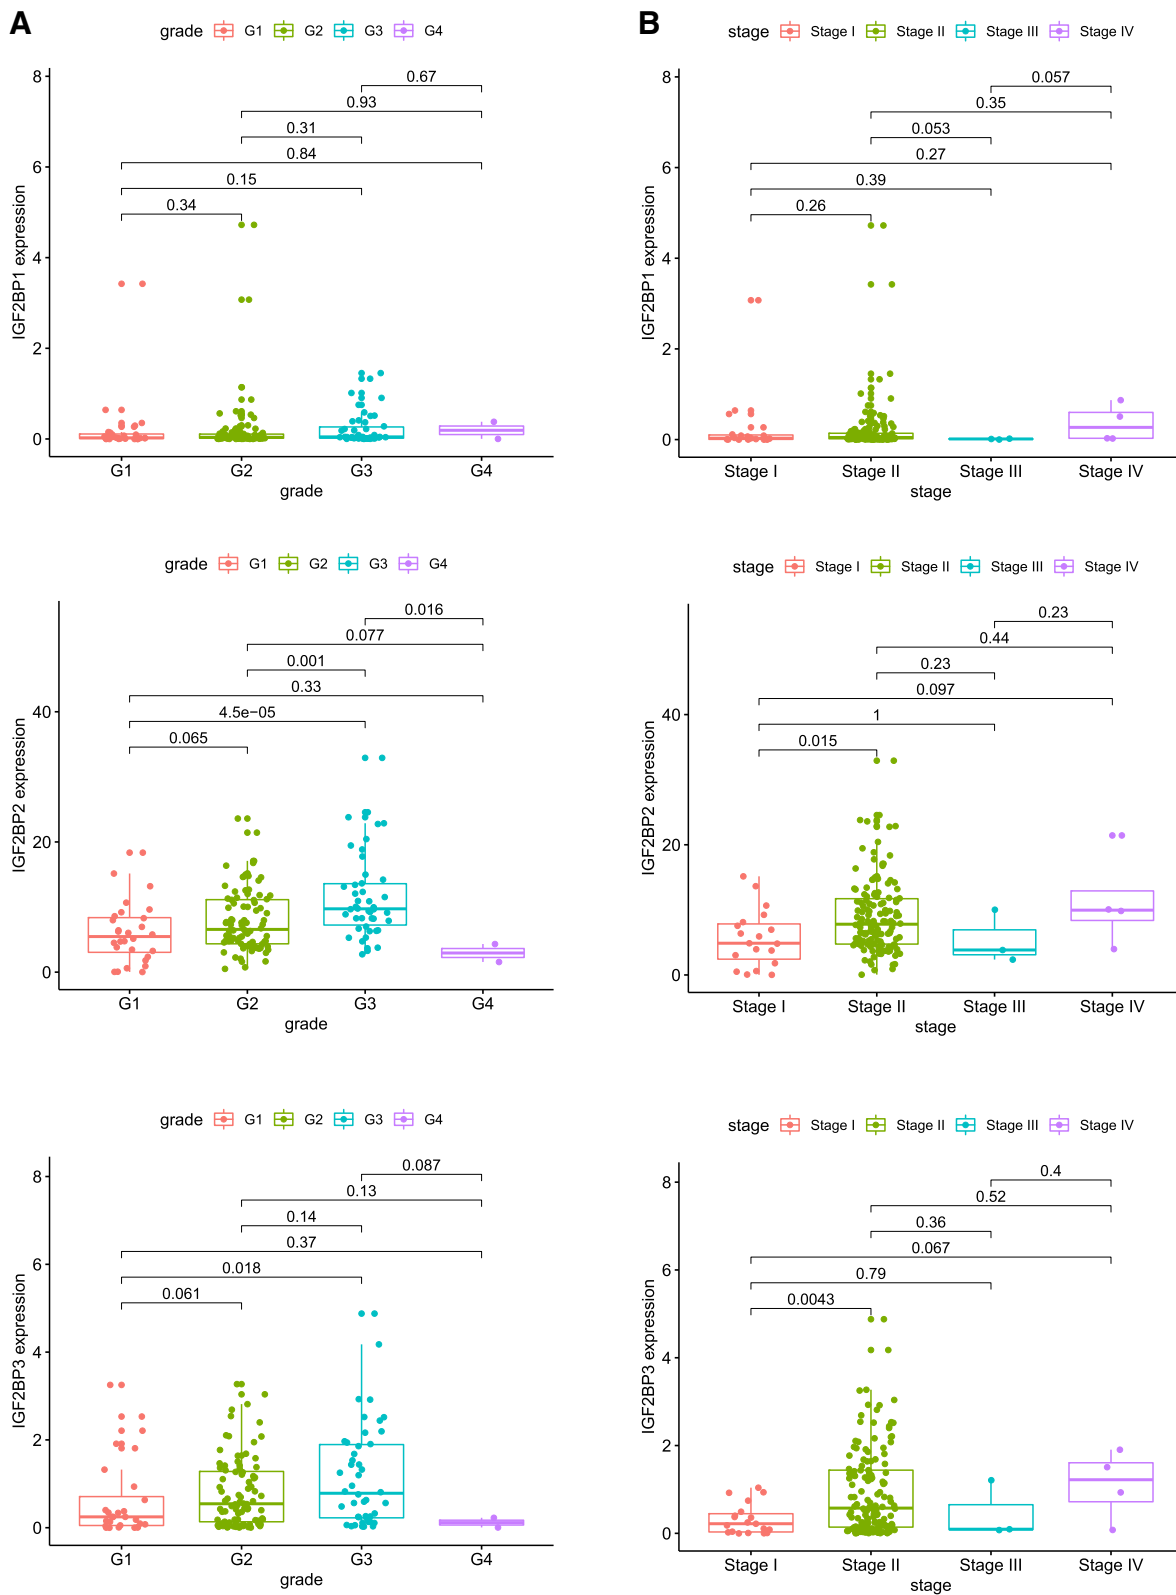 A
grade G1 G2 G3 G4
8
6
4
2
0
IGF2BP1 expression
0.67
0.93
0.31
0.84
0.15
0.34
G1 G2 G3 G4
grade
B
stage Stage I Stage II Stage III Stage IV
8
6
4
2
0
IGF2BP1 expression
0.057
0.35
0.053
0.27
0.39
0.26
Stage I Stage II Stage III Stage IV
stage
grade G1 G2 G3 G4
40
20
0
IGF2BP2 expression
0.016
0.077
0.001
0.33
4.5e−05
0.065
G1 G2 G3 G4
grade
stage Stage I Stage II Stage III Stage IV
40
20
0
IGF2BP2 expression
0.23
0.44
0.23
0.097
1
0.015
Stage I Stage II Stage III Stage IV
stage
grade G1 G2 G3 G4
8
6
4
2
0
IGF2BP3 expression
0.087
0.13
0.14
0.37
0.018
0.061
G1 G2 G3 G4
grade
stage Stage I Stage II Stage III Stage IV
8
6
4
2
0
IGF2BP3 expression
0.4
0.52
0.36
0.067
0.79
0.0043
Stage I Stage II Stage III Stage IV
stage